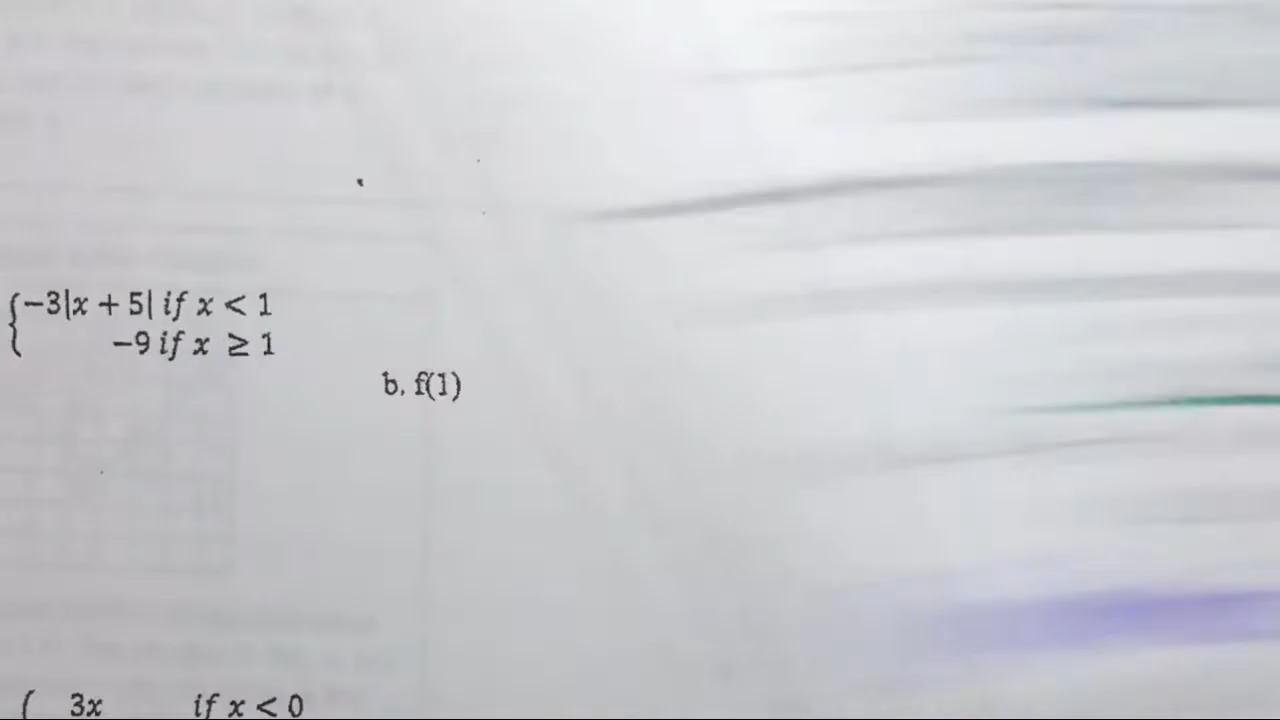 {−3|x + 5| if x < 1
−9 if x ≥ 1
b. f(1)
{ 3x if x < 0